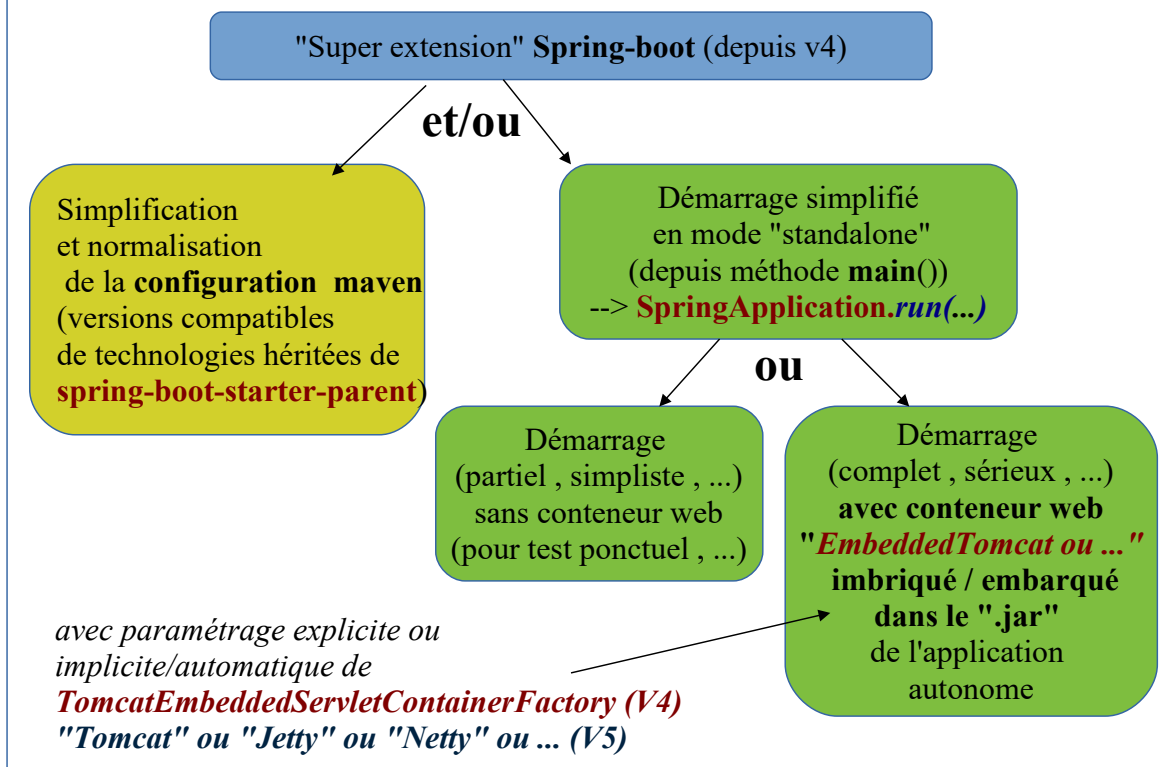 "Super extension" Spring-boot (depuis v4)
et/ou
Simplification
et normalisation
de la configuration maven
(versions compatibles
de technologies héritées de
spring-boot-starter-parent)
Démarrage simplifié
en mode "standalone"
(depuis méthode main())
--> SpringApplication.run(...)
ou
Démarrage
(partiel , simpliste , ...)
sans conteneur web
(pour test ponctuel , ...)
Démarrage
(complet , sérieux , ...)
avec conteneur web
"EmbeddedTomcat ou ..."
imbriqué / embarqué
dans le ".jar"
de l'application
autonome
avec paramétrage explicite ou
implicite/automatique de
TomcatEmbeddedServletContainerFactory (V4)
"Tomcat" ou "Jetty" ou "Netty" ou ... (V5)